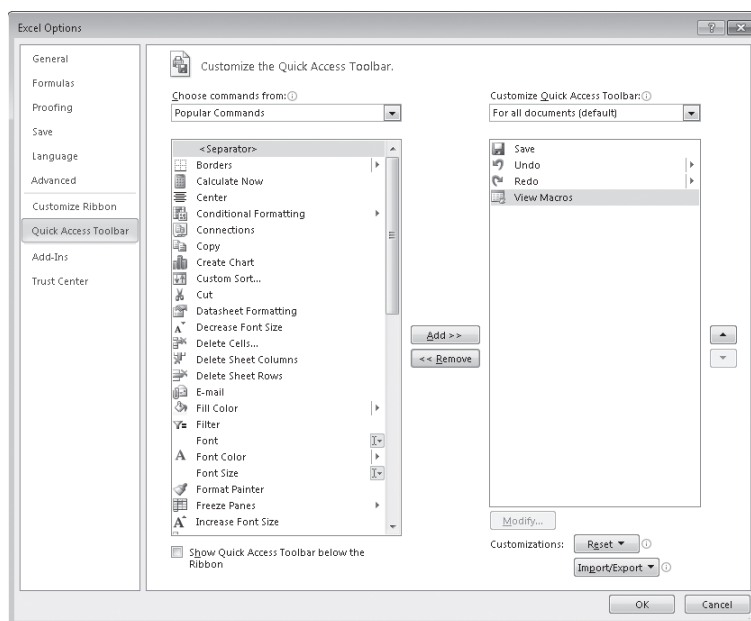 Excel Options
General
Formulas
Proofing
Save
Language
Advanced
Customize Ribbon
Quick Access Toolbar
Add-Ins
Trust Center
Customize the Quick Access Toolbar.
Choose commands from:
Popular Commands
<Separator>
Borders
Calculate Now
Center
Conditional Formatting
Connections
Copy
Create Chart
Custom Sort...
Cut
Datasheet Formatting
Decrease Font Size
Delete Cells...
Delete Sheet Columns
Delete Sheet Rows
E-mail
Fill Color
Filter
Font
Font Color
Font Size
Format Painter
Freeze Panes
Increase Font Size
Show Quick Access Toolbar below the
Ribbon
Add >>
<< Remove
Customize Quick Access Toolbar:
For all documents (default)
Save
Undo
Redo
View Macros
Modify...
Customizations:
Reset
Import/Export
OK
Cancel